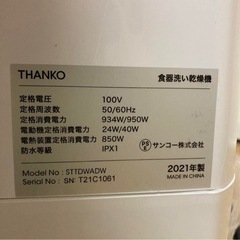 THANKO 食器洗い乾燥機
定格電圧 100V
定格周波数 50/60Hz
定格消費電力 934W/950W
電動機定格消費電力 24W/40W
電熱装置定格消費電力 850W
防水等級 IPX1
PS E サンコー株式会社
Model No : STTDWADW 2021年製
Serial No : SN: T21C1061 MADE IN CHINA